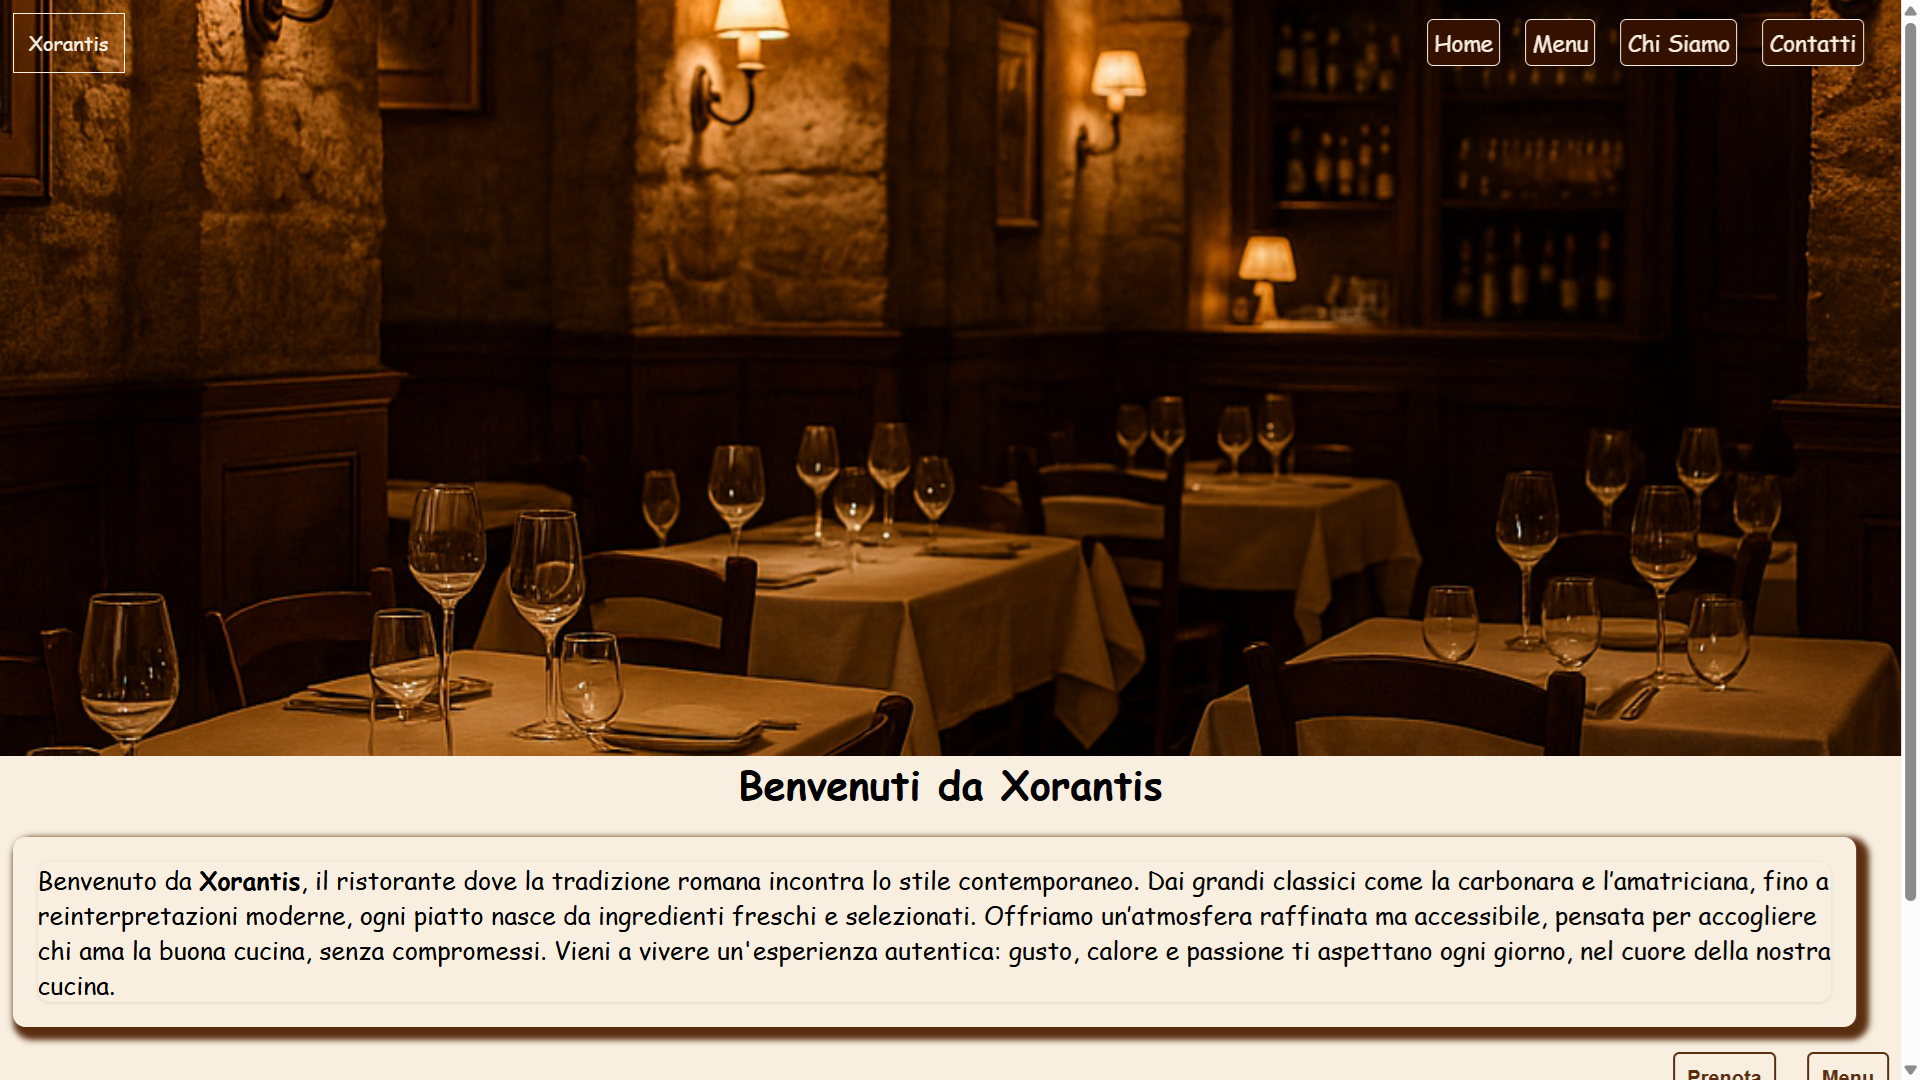 Xorantis
Home Menu Chi Siamo Contatti
Benvenuti da Xorantis
Benvenuto da Xorantis, il ristorante dove la tradizione romana incontra lo stile contemporaneo. Dai grandi classici come la carbonara e l’amatriciana, fino a
reinterpretazioni moderne, ogni piatto nasce da ingredienti freschi e selezionati. Offriamo un’atmosfera raffinata ma accessibile, pensata per accogliere
chi ama la buona cucina, senza compromessi. Vieni a vivere un'esperienza autentica: gusto, calore e passione ti aspettano ogni giorno, nel cuore della nostra
cucina.
Prenota Menu